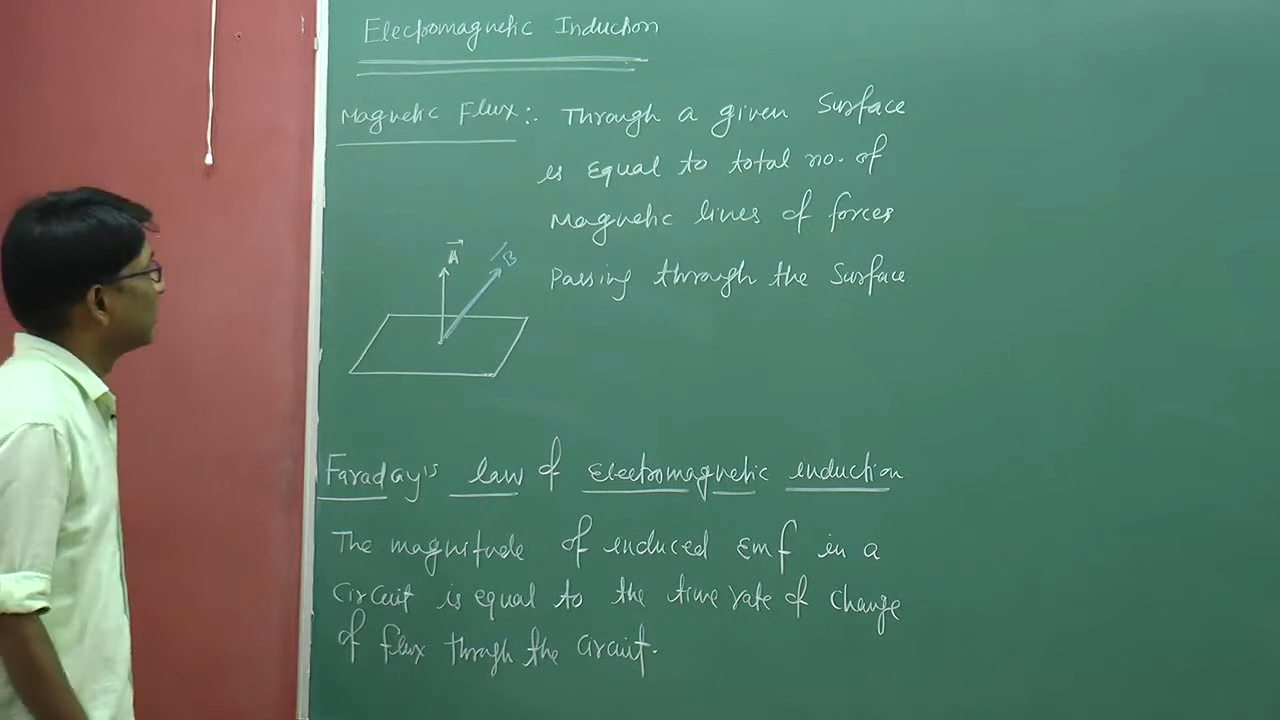 Electromagnetic Induction
Magnetic Flux:. Through a given Surface
is equal to total no. of
Magnetic lines of forces
Passing through the Surface
A B
Faraday's law of Electromagnetic induction
The magnitude of induced emf in a
circuit is equal to the time rate of change
of flux through the circuit.